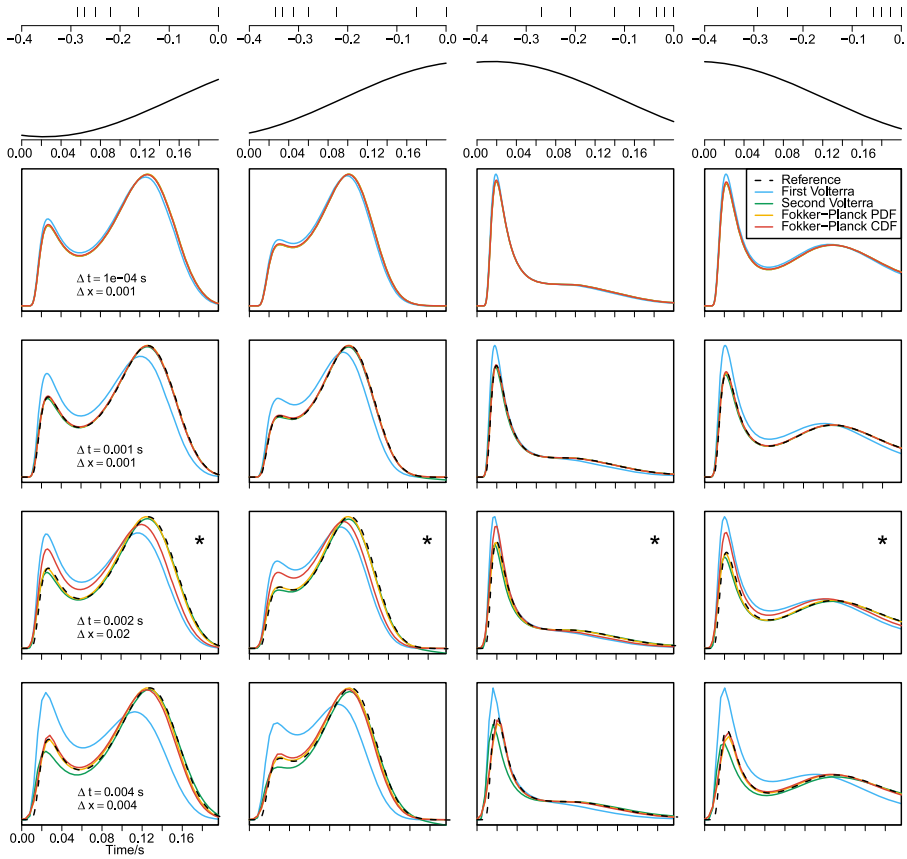 −0.4 −0.3 −0.2 −0.1 0.0 −0.4 −0.3 −0.2 −0.1 0.0 −0.4 −0.3 −0.2 −0.1 0.0 −0.4 −0.3 −0.2 −0.1 0.0
0.00 0.04 0.08 0.12 0.16 0.00 0.04 0.08 0.12 0.16 0.00 0.04 0.08 0.12 0.16 0.00 0.04 0.08 0.12 0.16
Reference
First Volterra
Second Volterra
Fokker−Planck PDF
Fokker−Planck CDF
Δ t = 1e−04 s
Δ x = 0.001
Δ t = 0.001 s
Δ x = 0.001
* * * *
Δ t = 0.002 s
Δ x = 0.02
Δ t = 0.004 s
Δ x = 0.004
0.00 0.04 0.08 0.12 0.16
Time/s